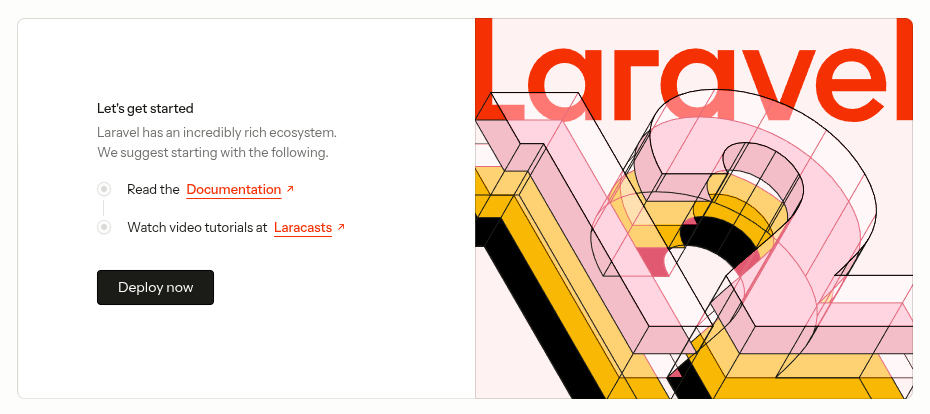 Let's get started
Laravel has an incredibly rich ecosystem.
We suggest starting with the following.
Read the Documentation
Watch video tutorials at Laracasts
Deploy now
Laravel